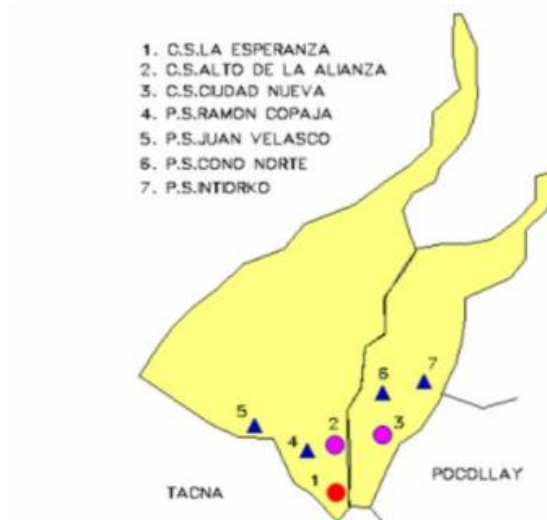 1. C.S.LA ESPERANZA
2. C.S.ALTO DE LA ALIANZA
3. C.S.CIUDAD NUEVA
4. P.S.RAMON COPAJA
5. P.S.JUAN VELASCO
6. P.S.CONO NORTE
7. P.S.INTIORKO
7
6
5
2
3
4
1
TACNA
POCOLLAY